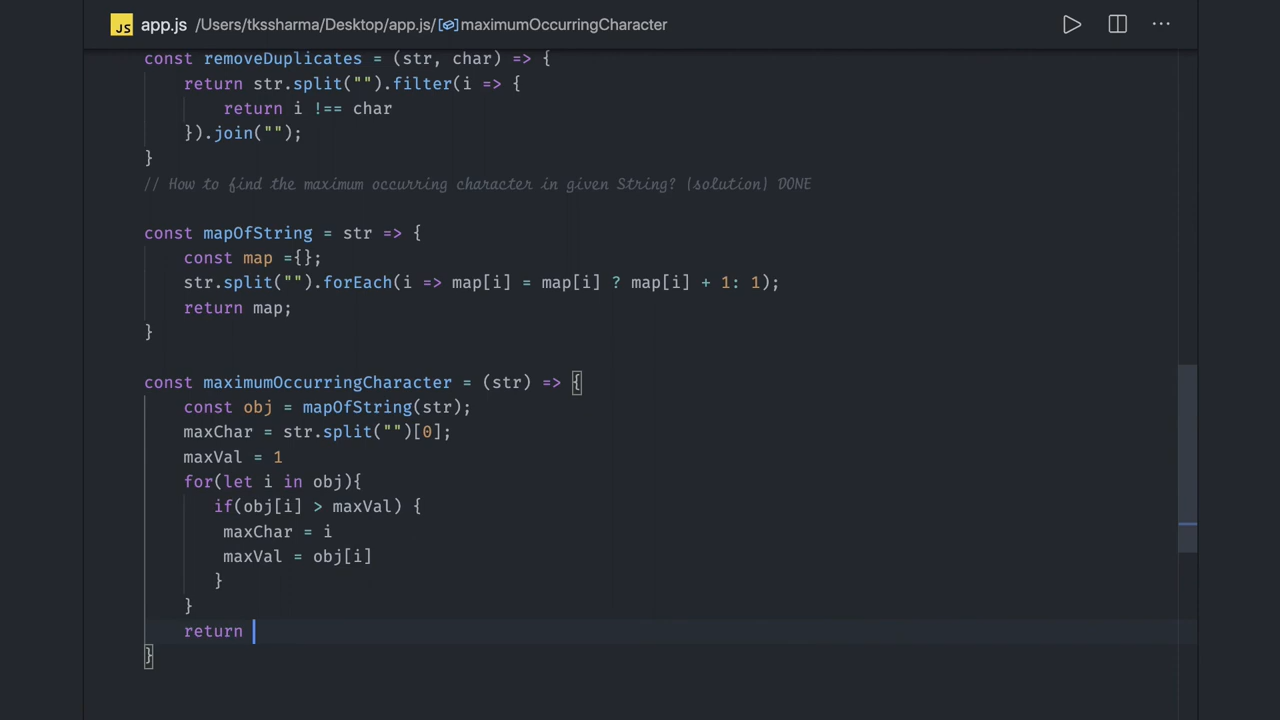 JS app.js /Users/tkssharma/Desktop/app.js/maximumOccurringCharacter
const removeDuplicates = (str, char) => {
return str.split("").filter(i => {
return i !== char
}).join("");
}
// How to find the maximum occurring character in given String? (solution) DONE
const mapOfString = str => {
const map ={};
str.split("").forEach(i => map[i] = map[i] ? map[i] + 1: 1);
return map;
}
const maximumOccurringCharacter = (str) => {
const obj = mapOfString(str);
maxChar = str.split("")[0];
maxVal = 1
for(let i in obj){
if(obj[i] > maxVal) {
maxChar = i
maxVal = obj[i]
}
}
return
}